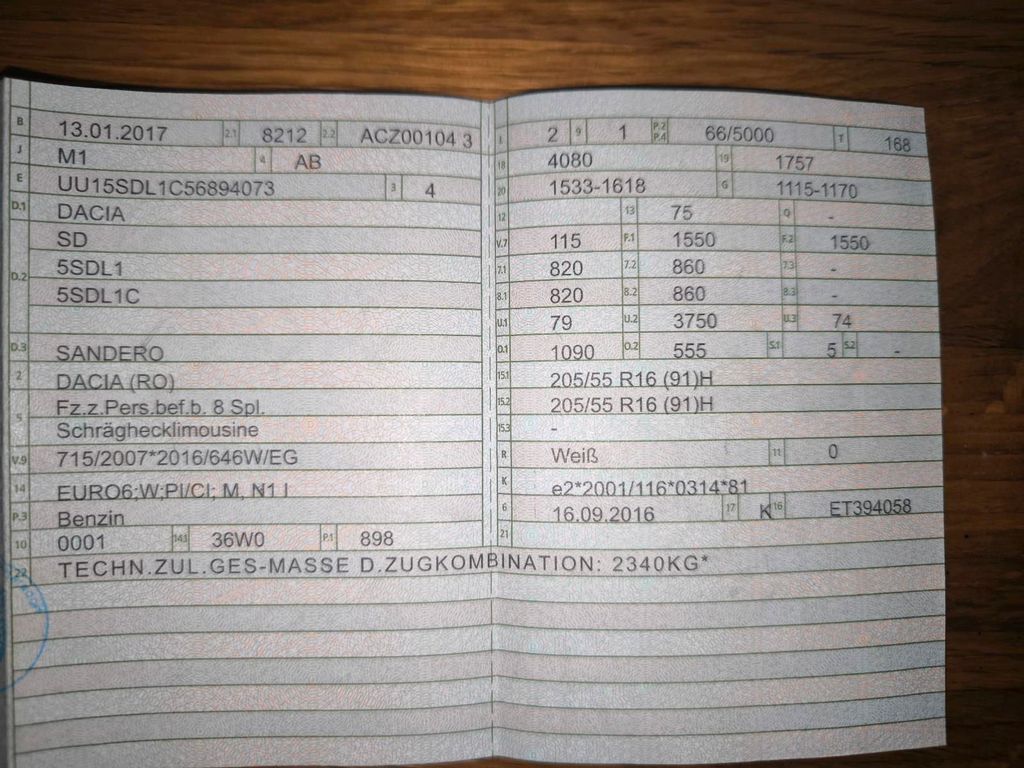 B 13.01.2017 2.1 8212 2.2 ACZ00104 3
J M1 4 AB
E UU15SDL1C56894073 3 4
D.1 DACIA
SD
D.2 5SDL1
5SDL1C
D.3 SANDERO
2 DACIA (RO)
5 Fz.z.Pers.bef.b. 8 Spl.
Schräghecklimousine
V.9 715/2007*2016/646W/EG
14 EURO6;W;PI/CI; M, N1 I
P.3 Benzin
10 0001 14.1 36W0 P.1 898
L 2 9 1 P.2 P.4 66/5000 T 168
18 4080 19 1757
20 1533-1618 G 1115-1170
12 13 75 Q -
V.7 115 F.1 1550 F.2 1550
7.1 820 7.2 860 7.3 -
8.1 820 8.2 860 8.3 -
U.1 79 U.2 3750 U.3 74
O.1 1090 O.2 555 S.1 5 S.2 -
15.1 205/55 R16 (91)H
15.2 205/55 R16 (91)H
15.3 -
R Weiß 11 0
K e2*2001/116*0314*81
6 16.09.2016 17 K 16 ET394058
21
22 TECHN.ZUL.GES-MASSE D.ZUGKOMBINATION: 2340KG*